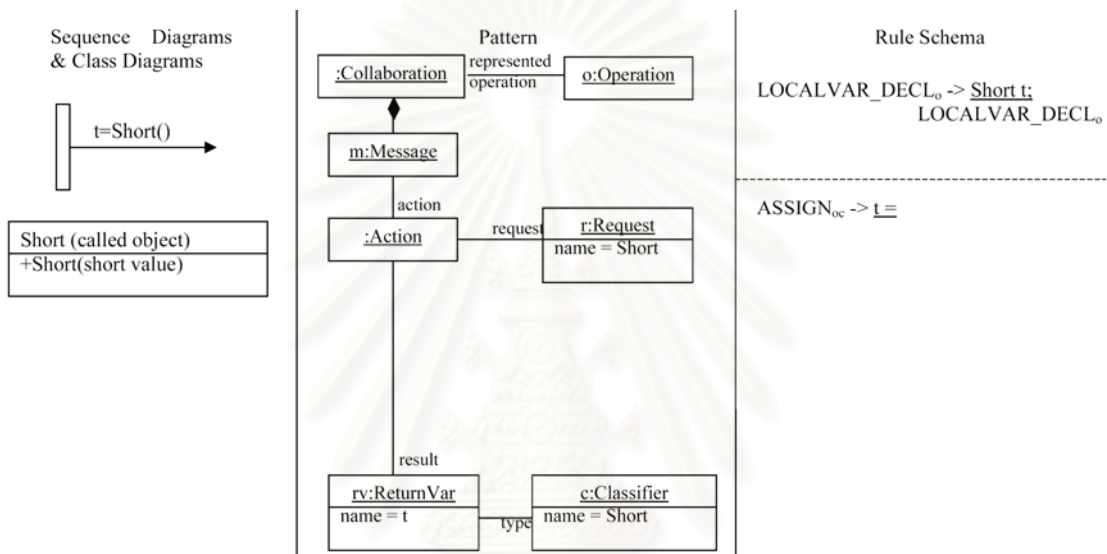 Sequence Diagrams
& Class Diagrams
t=Short()
Short (called object)
+Short(short value)
Pattern
:Collaboration
represented
operation
o:Operation
m:Message
action
:Action
request
r:Request
name = Short
result
rv:ReturnVar
name = t
type
c:Classifier
name = Short
Rule Schema
LOCALVAR_DECLo -> Short t;
LOCALVAR_DECLo
ASSIGNoc -> t =